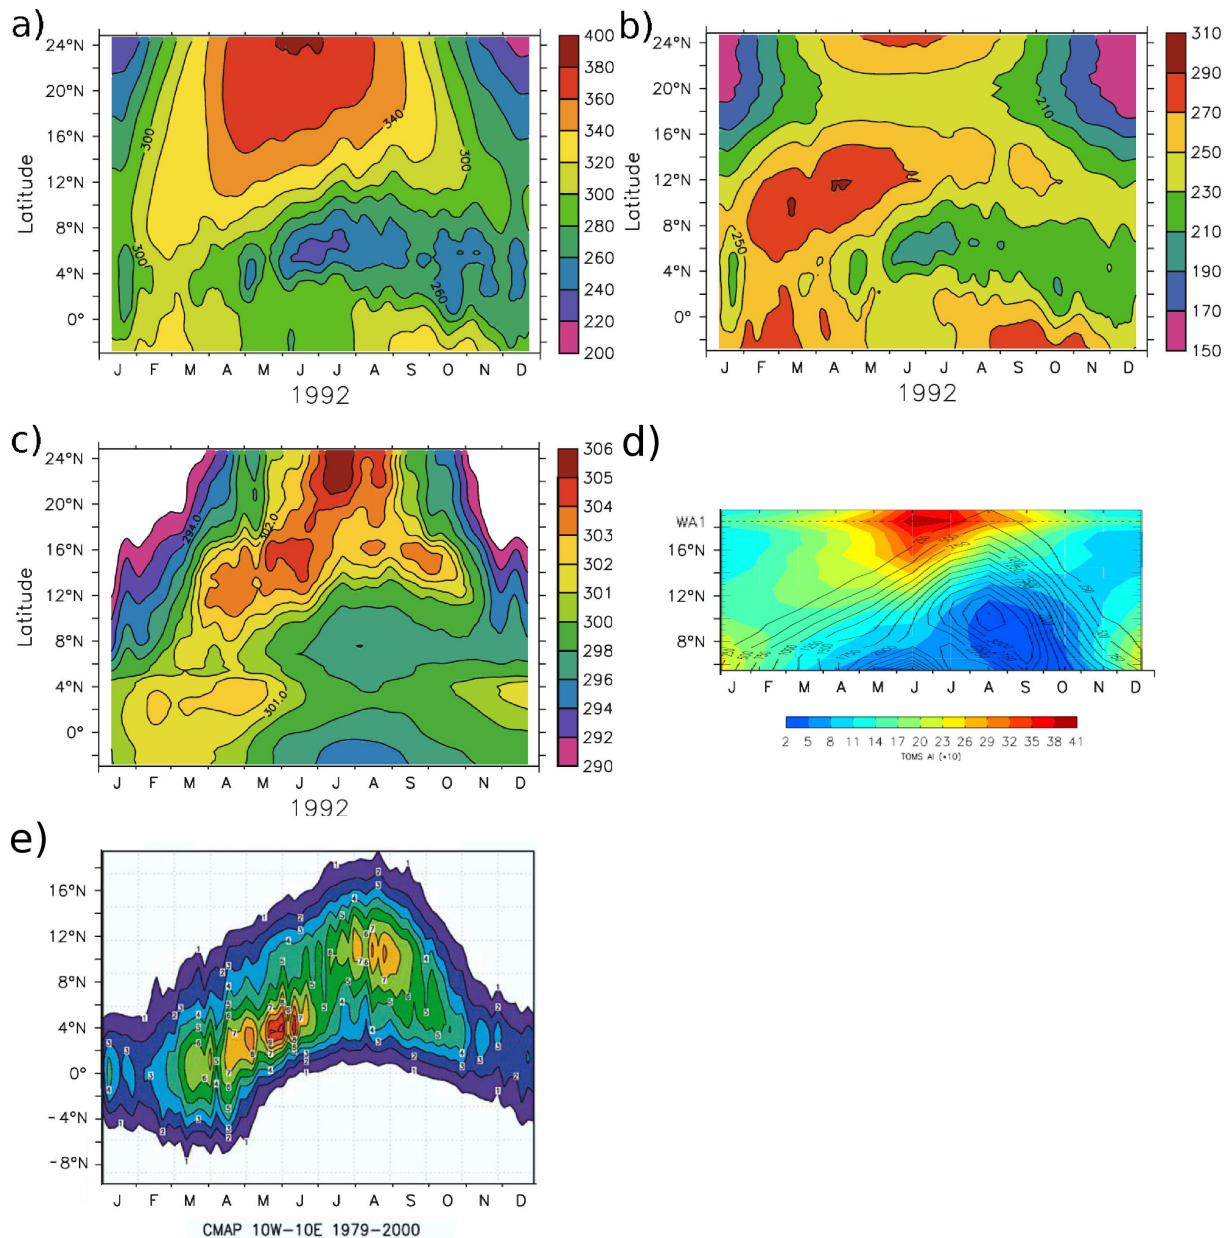 a)
Latitude
24°N
20°N
16°N
12°N
8°N
4°N
0°
300
340
300
300
260
J F M A M J J A S O N D
1992
400
380
360
340
320
300
280
260
240
220
200
b)
Latitude
24°N
20°N
16°N
12°N
8°N
4°N
0°
210
250
J F M A M J J A S O N D
1992
310
290
270
250
230
210
190
170
150
c)
Latitude
24°N
20°N
16°N
12°N
8°N
4°N
0°
294.0
302.0
301.0
J F M A M J J A S O N D
1992
306
305
304
303
302
301
300
298
296
294
292
290
d)
WA1
16°N
12°N
8°N
J F M A M J J A S O N D
2 5 8 11 14 17 20 23 26 29 32 35 38 41
TOMS AI (*10)
e)
16°N
12°N
8°N
4°N
0°
-4°N
-8°N
J F M A M J J A S O N D
CMAP 10W-10E 1979-2000